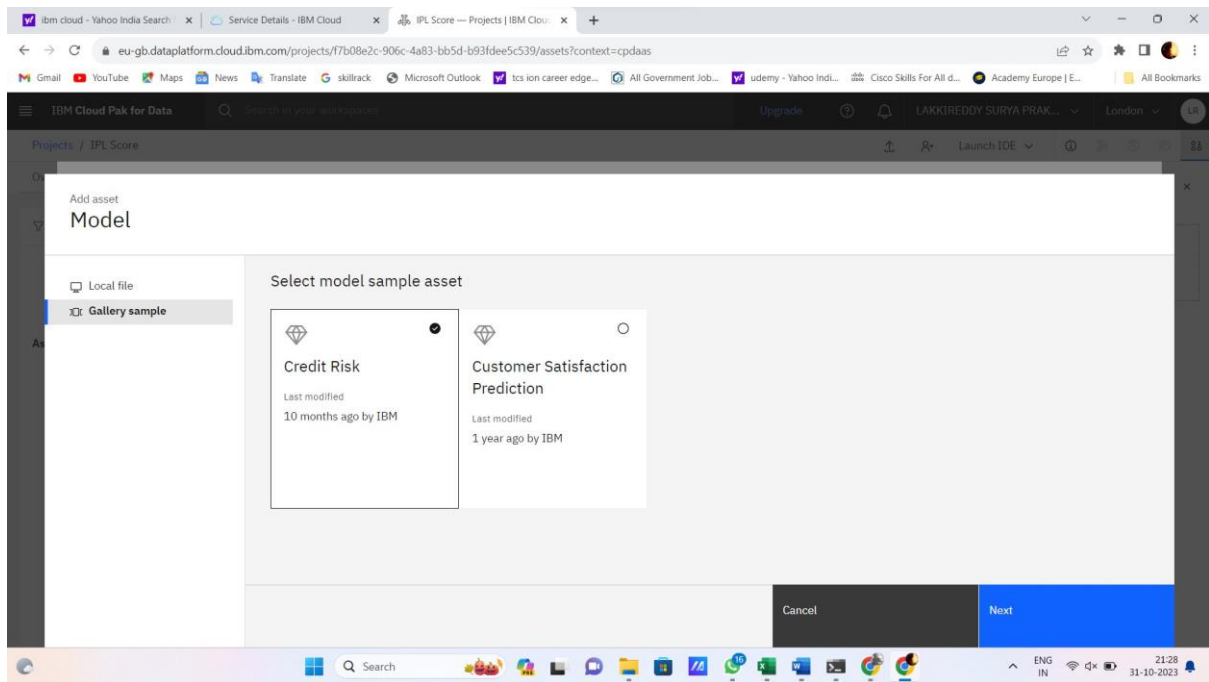 ibm cloud - Yahoo India Search
Service Details - IBM Cloud
IPL Score — Projects | IBM Clou
eu-gb.dataplatform.cloud.ibm.com/projects/f7b08e2c-906c-4a83-bb5d-b93fdee5c539/assets?context=cpdaas
Gmail YouTube Maps News Translate skillrack Microsoft Outlook tcs ion career edge... All Government Job... udemy - Yahoo Indi... Cisco Skills For All d... Academy Europe | E... All Bookmarks
IBM Cloud Pak for Data Search in your workspaces Upgrade LAKKIREDDY SURYA PRAK... London LR
Projects / IPL Score Launch IDE
Add asset
Model
Local file
Gallery sample
Select model sample asset
Credit Risk
Last modified
10 months ago by IBM
Customer Satisfaction
Prediction
Last modified
1 year ago by IBM
Cancel
Next
Search
16
ENG
IN
21:28
31-10-2023